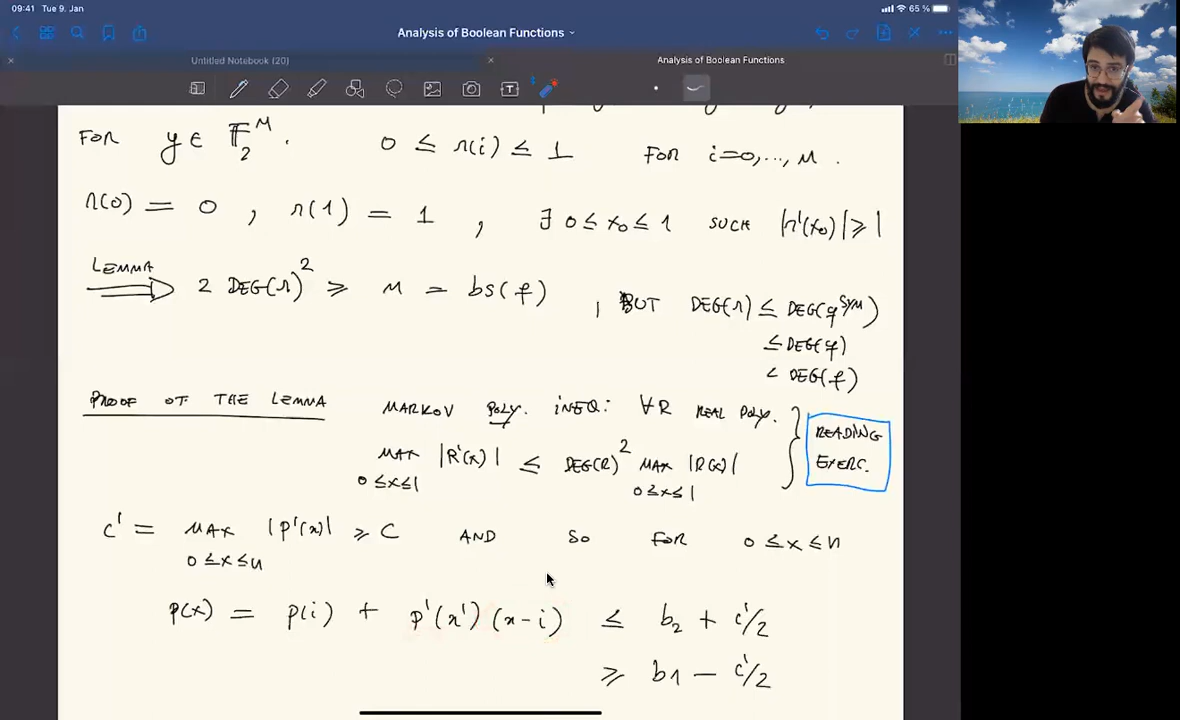 09:41 Tue 9. Jan
65 %
Analysis of Boolean Functions
Untitled Notebook (20)
Analysis of Boolean Functions
FOR y ∈ F₂ᴹ. 0 ≤ r(i) ≤ 1 FOR i=0,..., M.
r(0) = 0 , r(1) = 1 , ∃ 0 ≤ x₀ ≤ 1 SUCH |r'(x₀)| ≥ 1
LEMMA
⟹ 2 DEG(r)² ≥ M = bs(f) , BUT DEG(r) ≤ DEG(q^SYM)
≤ DEG(q)
≤ DEG(f)
PROOF OF THE LEMMA MARKOV POLY. iNEQ: ∀R REAL POLY.
MAX |R'(x)| ≤ DEG(R)² MAX |R(x)|
0 ≤ x ≤ 1 0 ≤ x ≤ 1
READING
EXERC.
c' = MAX |p'(x)| ≥ C AND SO FOR 0 ≤ x ≤ n
0 ≤ x ≤ n
p(x) = p(i) + p'(x')(x-i) ≤ b₂ + c'/2
≥ b1 - c'/2